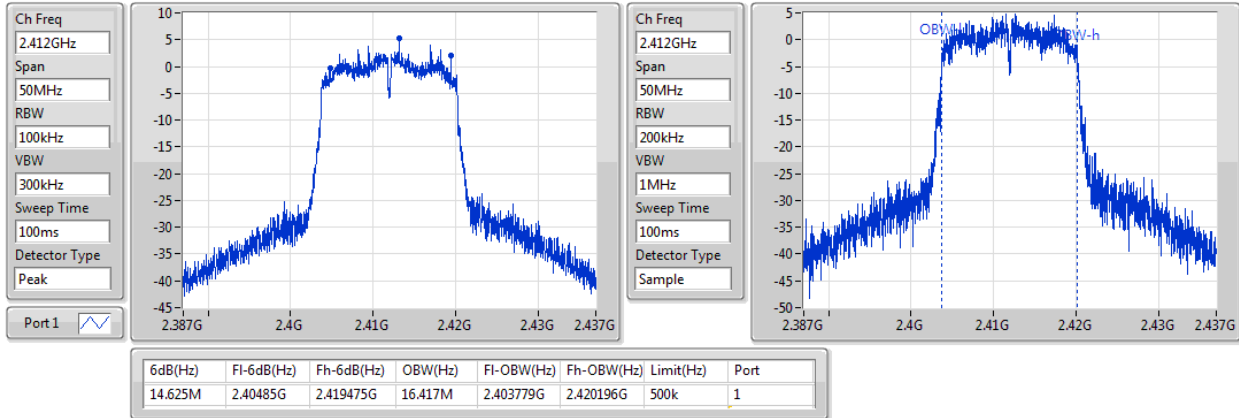 Ch Freq
2.412GHz
Span
50MHz
RBW
100kHz
VBW
300kHz
Sweep Time
100ms
Detector Type
Peak
Port 1
10
5
0
-5
-10
-15
-20
-25
-30
-35
-40
-45
2.387G 2.4G 2.41G 2.42G 2.43G 2.437G
Ch Freq
2.412GHz
Span
50MHz
RBW
200kHz
VBW
1MHz
Sweep Time
100ms
Detector Type
Sample
5
0
-5
-10
-15
-20
-25
-30
-35
-40
-45
-50
2.387G 2.4G 2.41G 2.42G 2.43G 2.437G
6dB(Hz) Fl-6dB(Hz) Fh-6dB(Hz) OBW(Hz) Fl-OBW(Hz) Fh-OBW(Hz) Limit(Hz) Port
14.625M 2.40485G 2.419475G 16.417M 2.403779G 2.420196G 500k 1